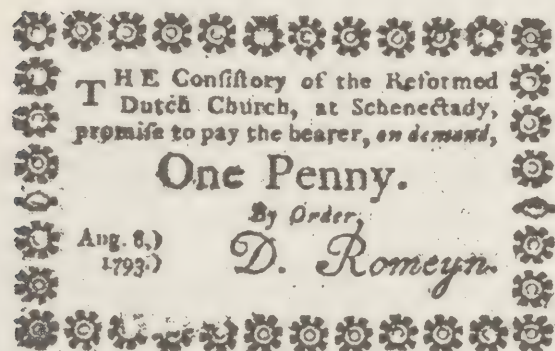 THE Conſiſtory of the Reformed
Dutch Church, at Schenectady,
promiſe to pay the bearer, on demand,
One Penny.
By Order,
Aug. 8,)
1793.)
D. Romeyn.